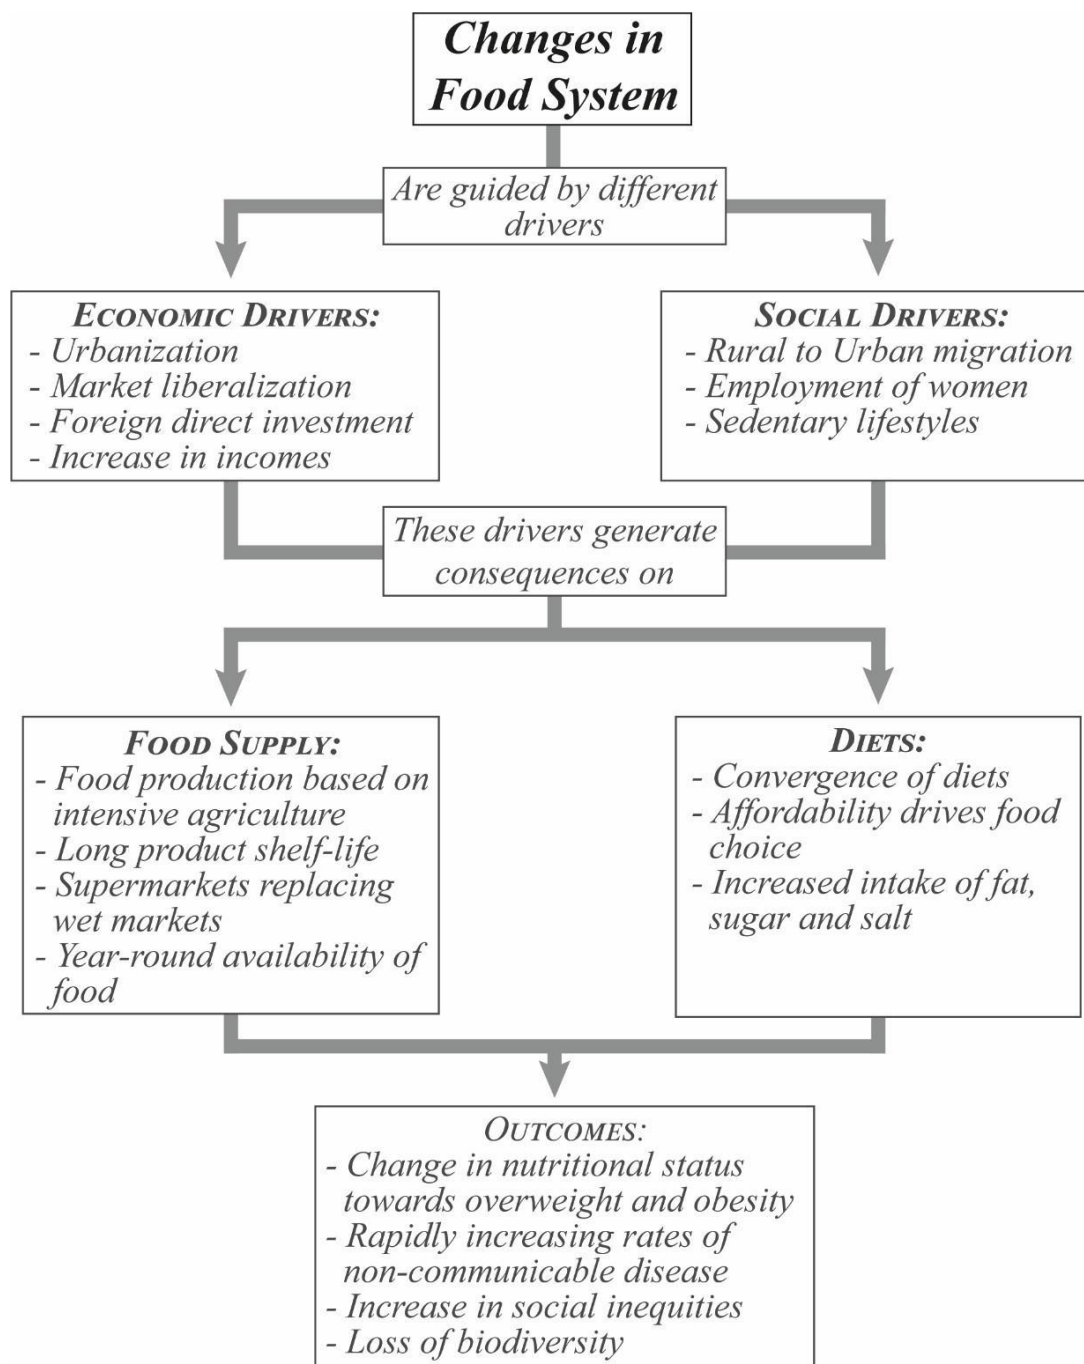 Changes in
Food System
Are guided by different
drivers
ECONOMIC DRIVERS:
- Urbanization
- Market liberalization
- Foreign direct investment
- Increase in incomes
SOCIAL DRIVERS:
- Rural to Urban migration
- Employment of women
- Sedentary lifestyles
These drivers generate
consequences on
FOOD SUPPLY:
- Food production based on
intensive agriculture
- Long product shelf-life
- Supermarkets replacing
wet markets
- Year-round availability of
food
DIETS:
- Convergence of diets
- Affordability drives food
choice
- Increased intake of fat,
sugar and salt
OUTCOMES:
- Change in nutritional status
towards overweight and obesity
- Rapidly increasing rates of
non-communicable disease
- Increase in social inequities
- Loss of biodiversity